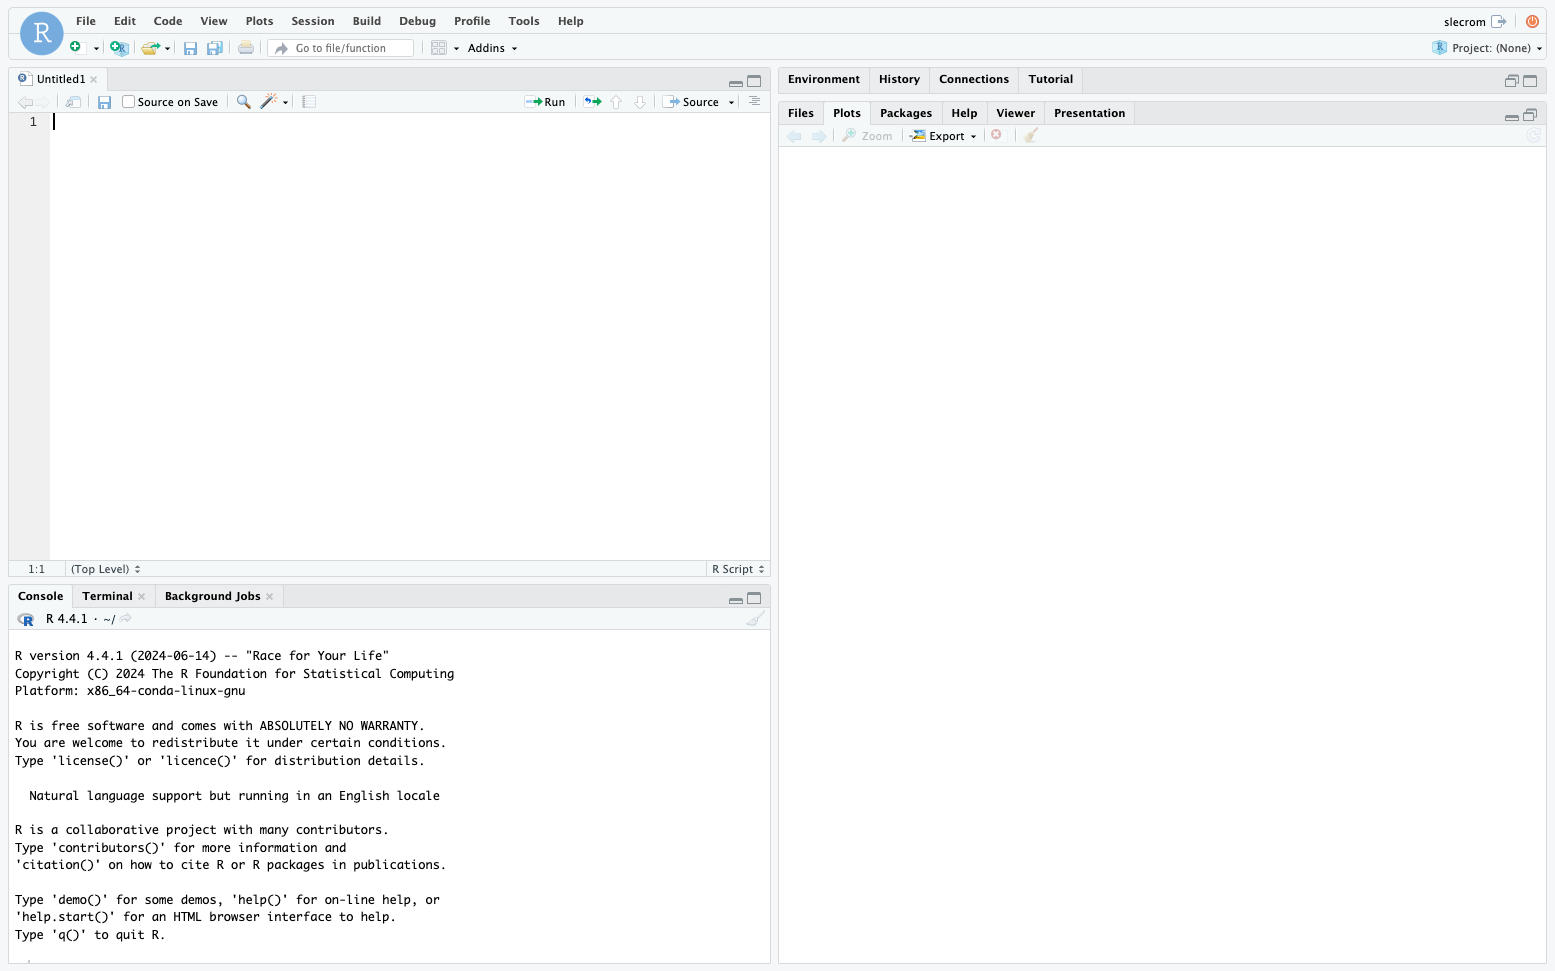 File Edit Code View Plots Session Build Debug Profile Tools Help
slecrom
R
Go to file/function
Addins
Project: (None)
Untitled1
Source on Save
Run
Source
1
1:1
(Top Level)
R Script
Console Terminal Background Jobs
R 4.4.1 · ~/
R version 4.4.1 (2024-06-14) -- "Race for Your Life"
Copyright (C) 2024 The R Foundation for Statistical Computing
Platform: x86_64-conda-linux-gnu
R is free software and comes with ABSOLUTELY NO WARRANTY.
You are welcome to redistribute it under certain conditions.
Type 'license()' or 'licence()' for distribution details.
Natural language support but running in an English locale
R is a collaborative project with many contributors.
Type 'contributors()' for more information and
'citation()' on how to cite R or R packages in publications.
Type 'demo()' for some demos, 'help()' for on-line help, or
'help.start()' for an HTML browser interface to help.
Type 'q()' to quit R.
Environment History Connections Tutorial
Files Plots Packages Help Viewer Presentation
Zoom Export